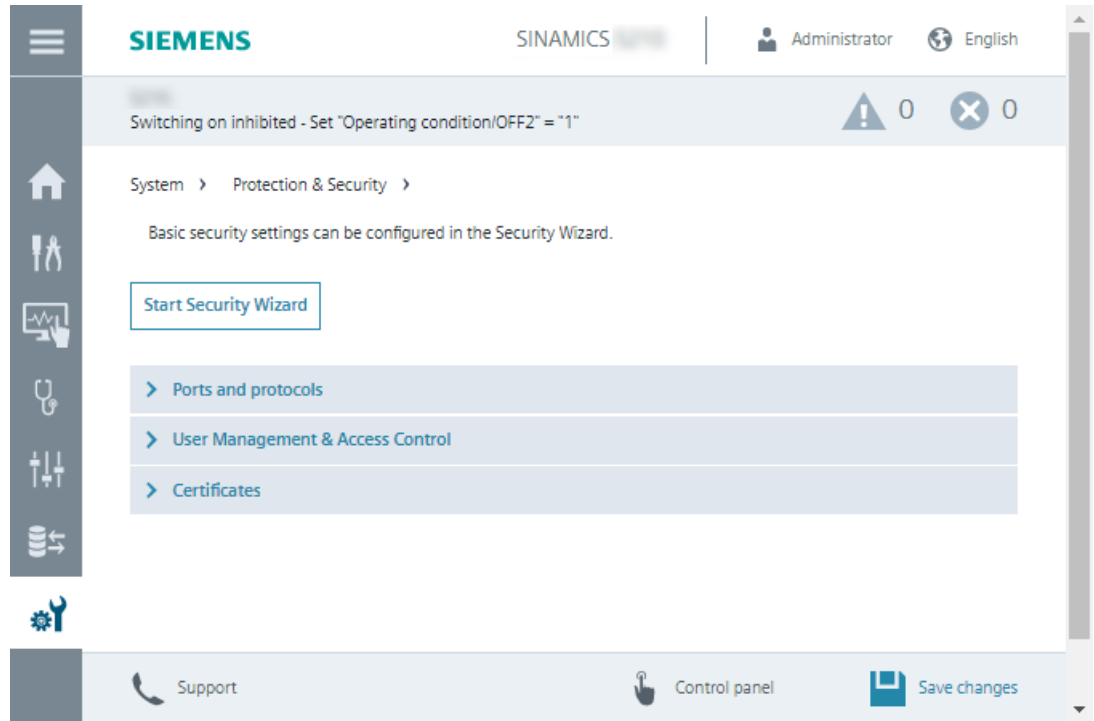 SIEMENS
SINAMICS
Administrator
English
Switching on inhibited - Set "Operating condition/OFF2" = "1"
0
0
System > Protection & Security >
Basic security settings can be configured in the Security Wizard.
Start Security Wizard
Ports and protocols
User Management & Access Control
Certificates
Support
Control panel
Save changes